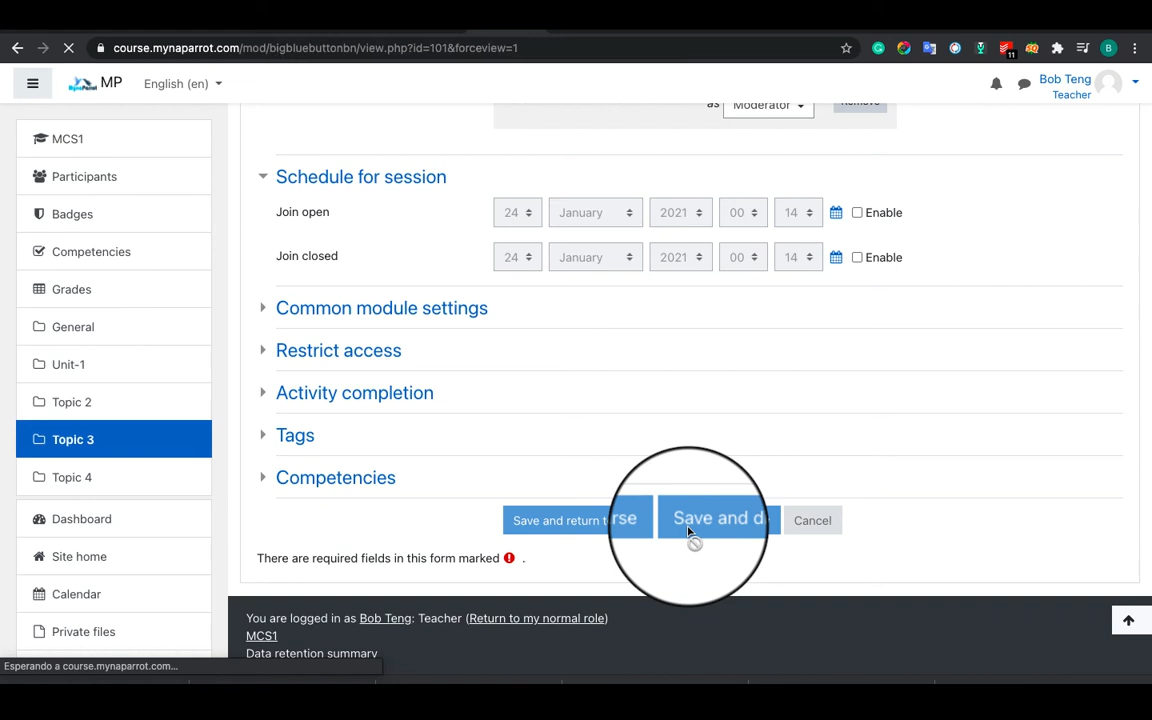 course.mynaparrot.com/mod/bigbluebuttonbn/view.php?id=101&forceview=1
11
B
MP
English (en)
Bob Teng
Teacher
MCS1
Participants
Badges
Competencies
Grades
General
Unit-1
Topic 2
Topic 3
Topic 4
Dashboard
Site home
Calendar
Private files
as Moderator
Schedule for session
Join open 24 January 2021 00 14 Enable
Join closed 24 January 2021 00 14 Enable
Common module settings
Restrict access
Activity completion
Tags
Competencies
Save and return t rse Save and d Cancel
There are required fields in this form marked .
You are logged in as Bob Teng: Teacher (Return to my normal role)
MCS1
Data retention summary
Esperando a course.mynaparrot.com...